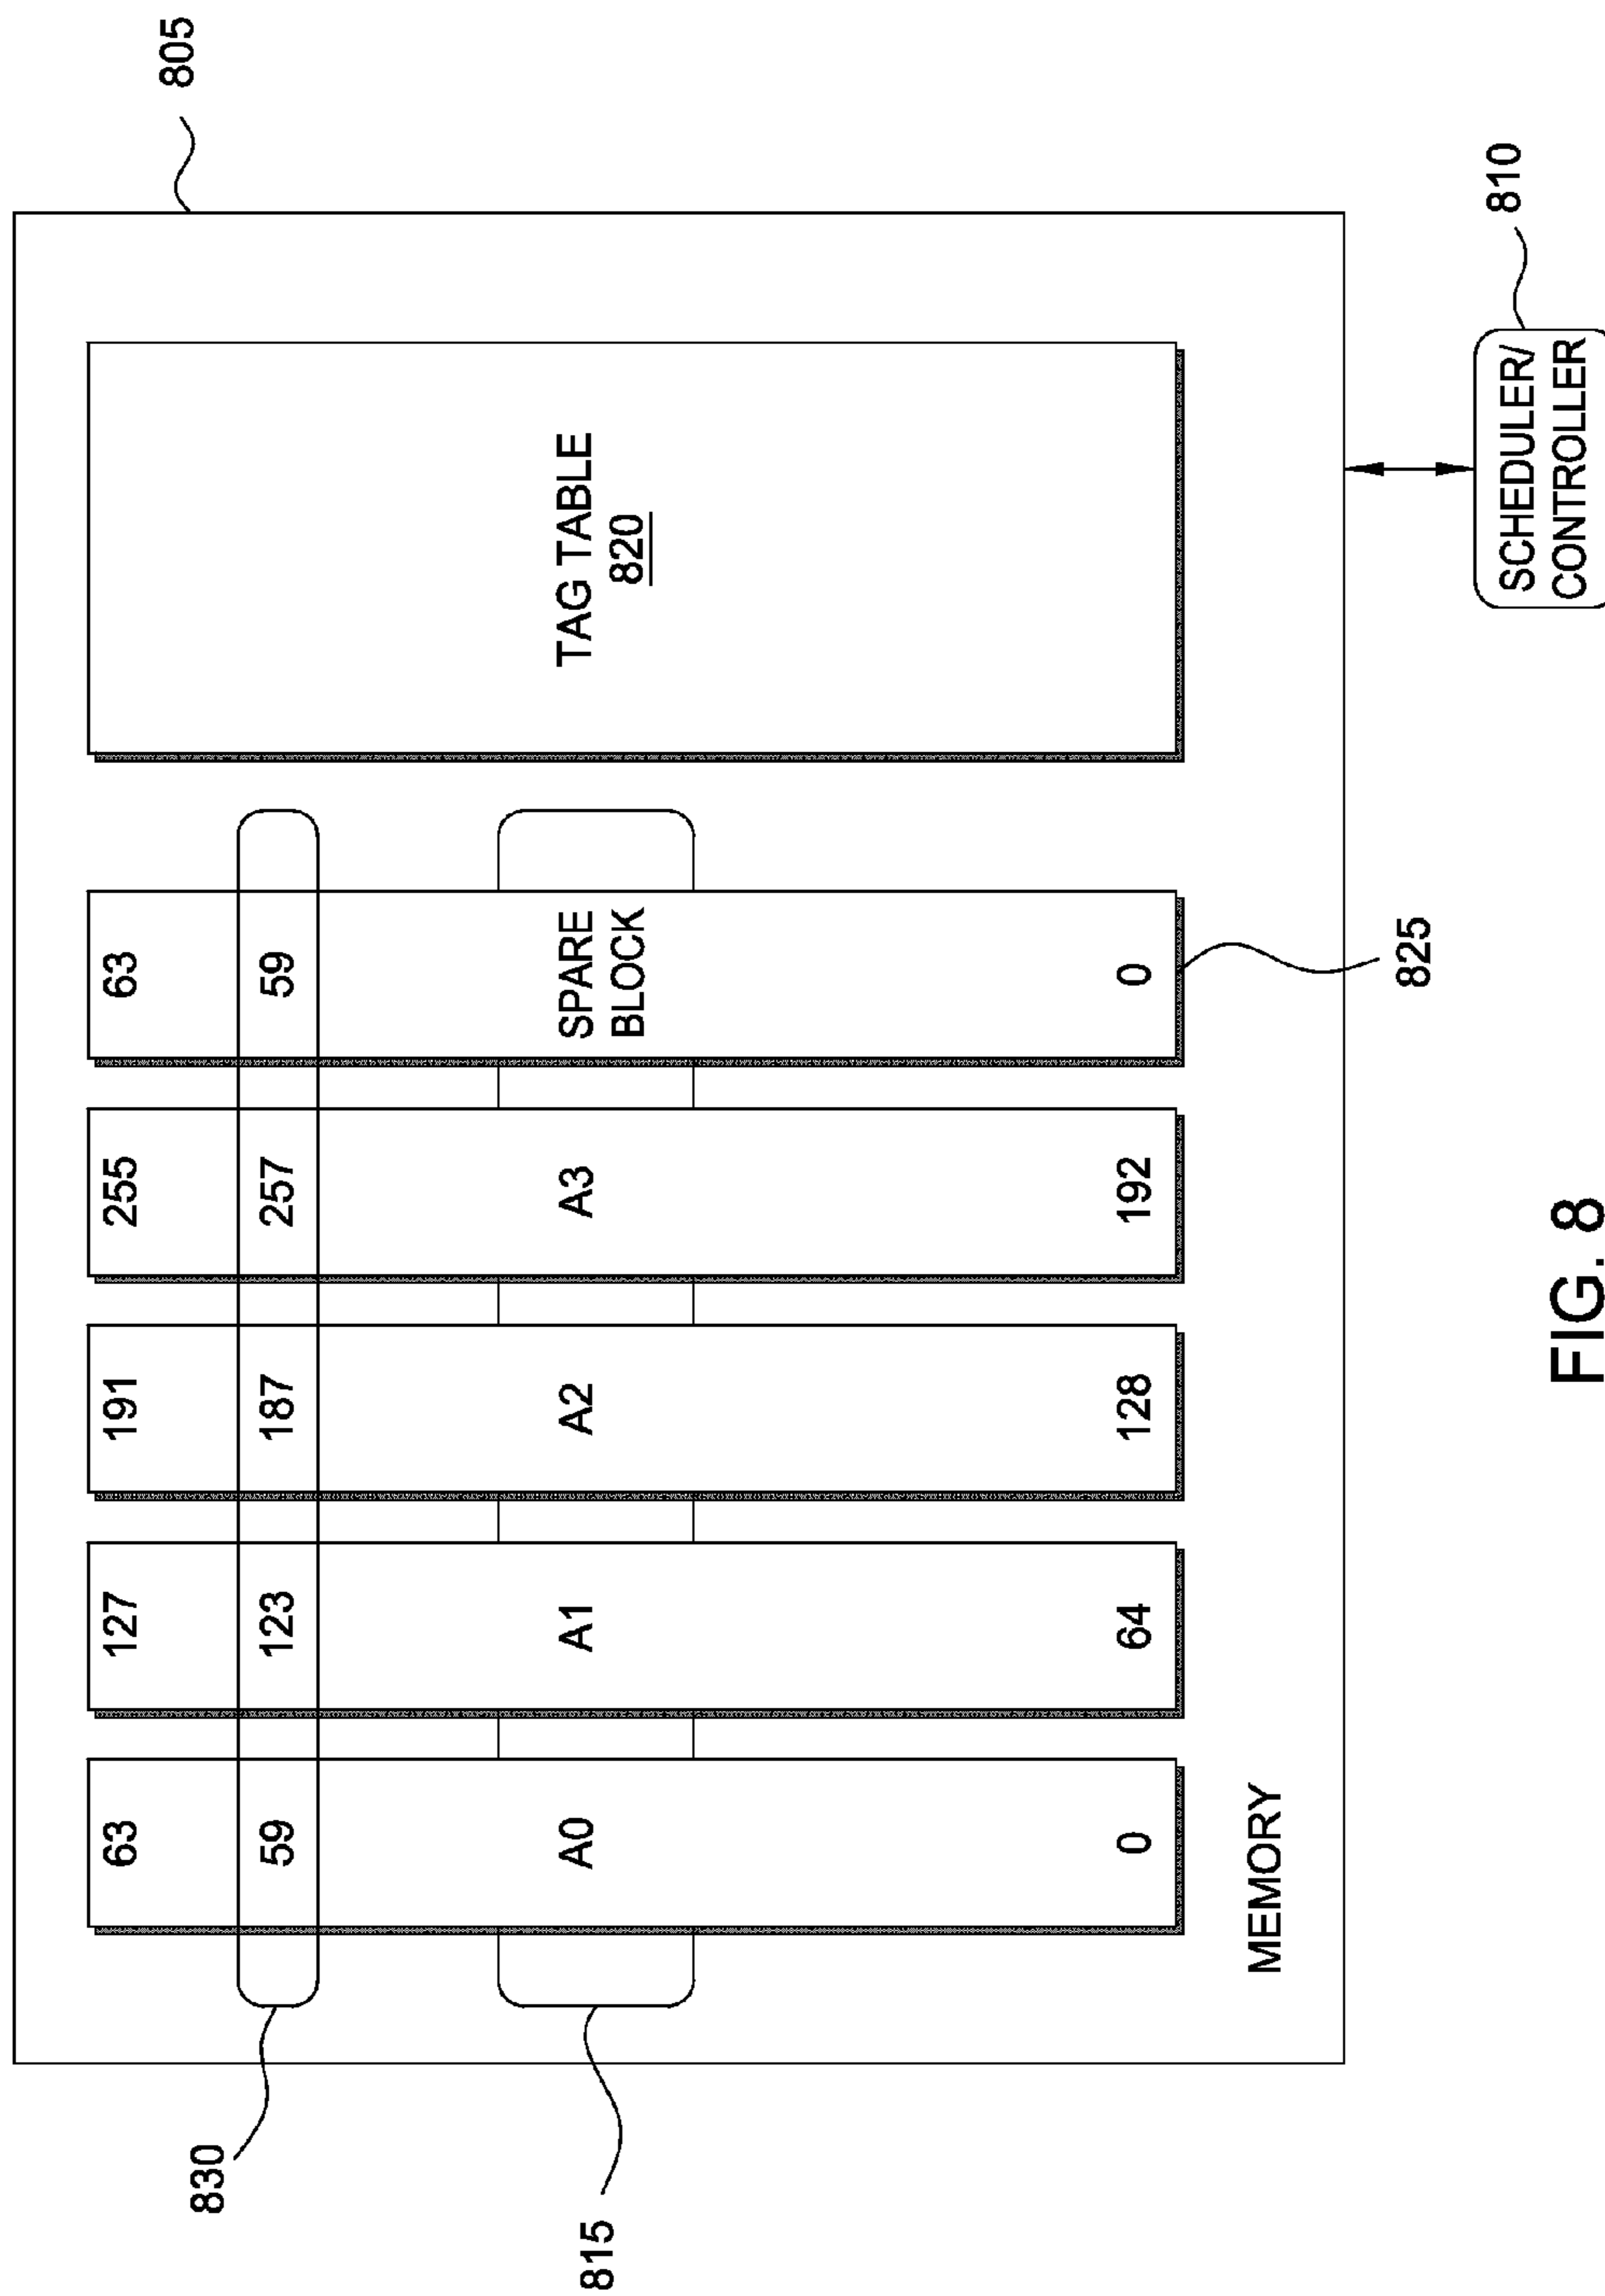 805
63
127
191
255
63
830
59
123
187
257
59
815
A0
A1
A2
A3
SPARE
BLOCK
TAG TABLE
820
0
64
128
192
0
MEMORY
825
810
SCHEDULER/
CONTROLLER
FIG. 8